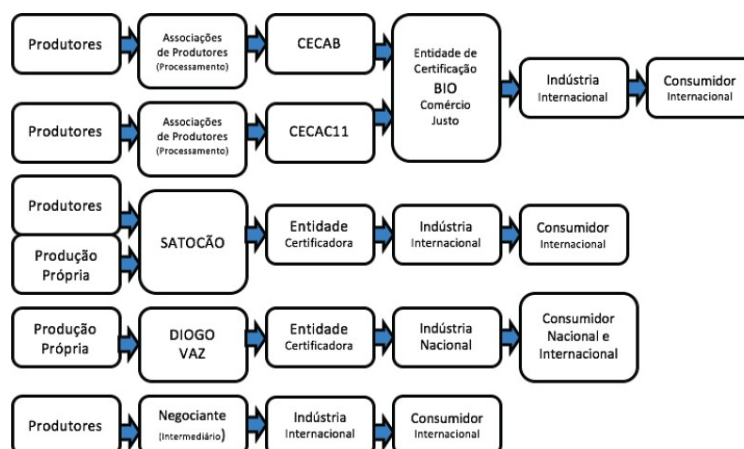 Produtores
Associações
de Produtores
(Processamento)
CECAB
Entidade de
Certificação
BIO
Comércio
Justo
Indústria
Internacional
Consumidor
Internacional
Produtores
Associações
de Produtores
(Processamento)
CECAC11
Produtores
Produção
Própria
SATOCÃO
Entidade
Certificadora
Indústria
Internacional
Consumidor
Internacional
Produção
Própria
DIOGO
VAZ
Entidade
Certificadora
Indústria
Nacional
Consumidor
Nacional e
Internacional
Produtores
Negociante
(Intermediário)
Indústria
Internacional
Consumidor
Internacional